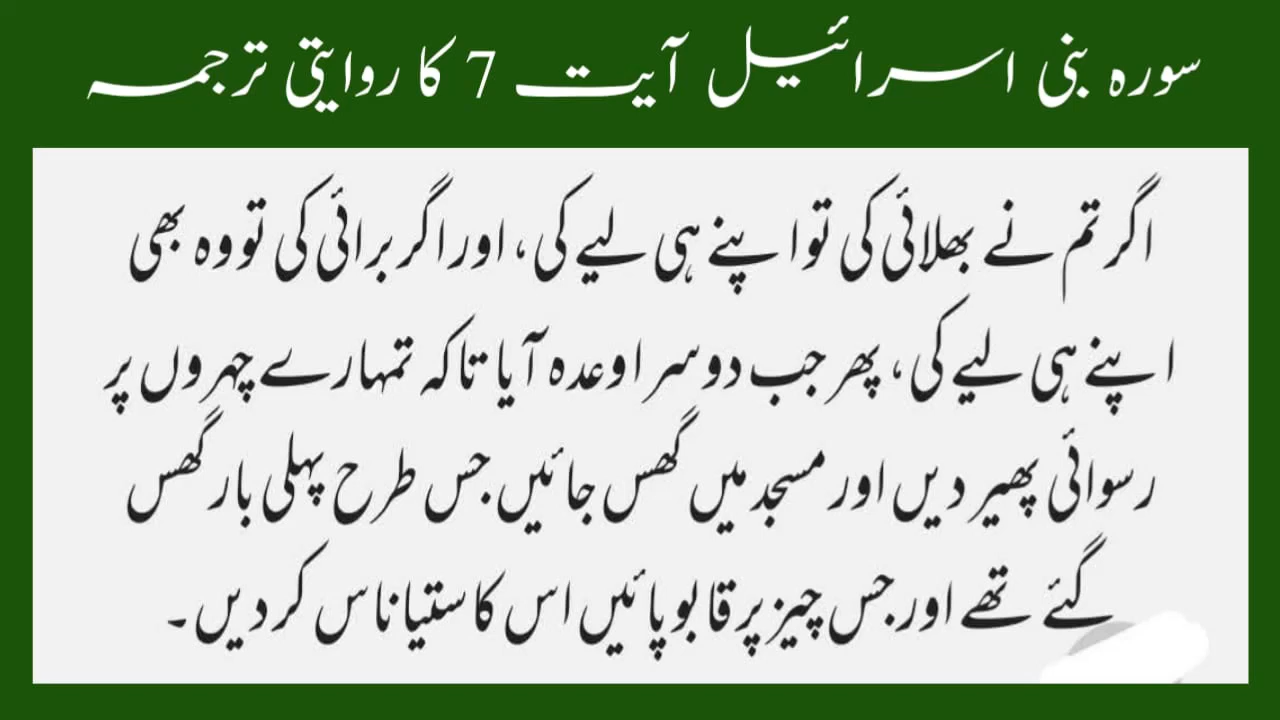 سورہ بنی اسرائیل آیت 7 کا روایتی ترجمہ
اگر تم نے بھلائی کی تو اپنے ہی لیے کی، اور اگر برائی کی تو وہ بھی
اپنے ہی لیے کی، پھر جب دوسرا وعدہ آیا تاکہ تمہارے چہروں پر
رسوائی پھیر دیں اور مسجد میں گھس جائیں جس طرح پہلی بار گھس
گئے تھے اور جس چیز پر قابو پائیں اس کا ستیاناس کر دیں۔